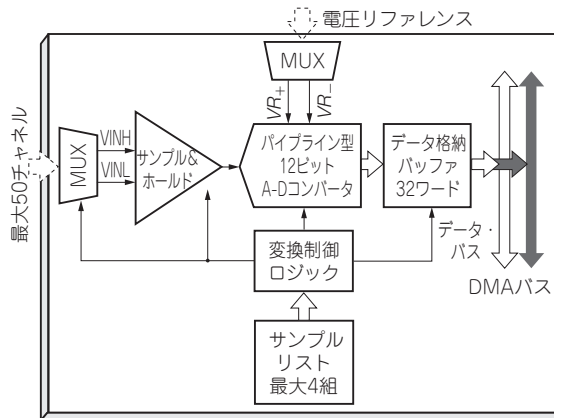 電圧リファレンス
MUX
VR+
VR−
最大50チャネル
MUX
VINH
VINL
サンプル&
ホールド
パイプライン型
12ビット
A-Dコンバータ
データ格納
バッファ
32ワード
データ・
バス
DMAバス
変換制御
ロジック
サンプル
リスト
最大4組